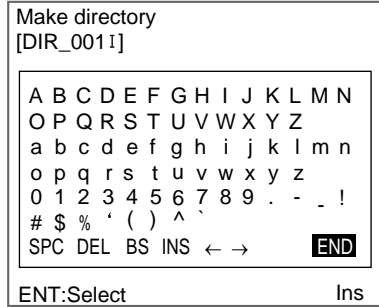 Make directory
[DIR_001I]
A B C D E F G H I J K L M N
O P Q R S T U V W X Y Z
a b c d e f g h i j k l m n
o p q r s t u v w x y z
0 1 2 3 4 5 6 7 8 9 . - _ !
# $ % ‘ ( ) ^ `
SPC DEL BS INS ← → END
ENT:Select Ins